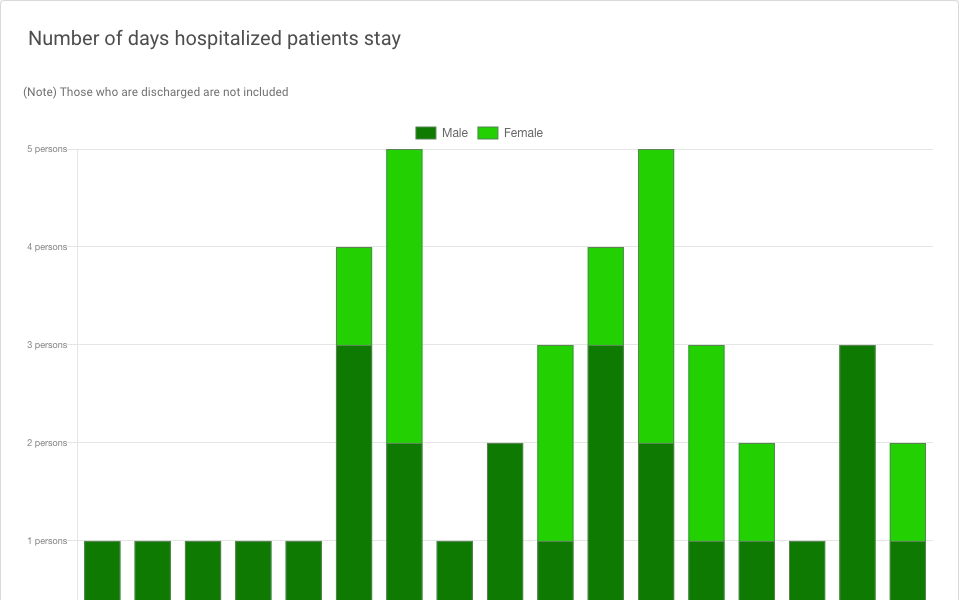 Number of days hospitalized patients stay
(Note) Those who are discharged are not included
Male Female
5 persons
4 persons
3 persons
2 persons
1 persons